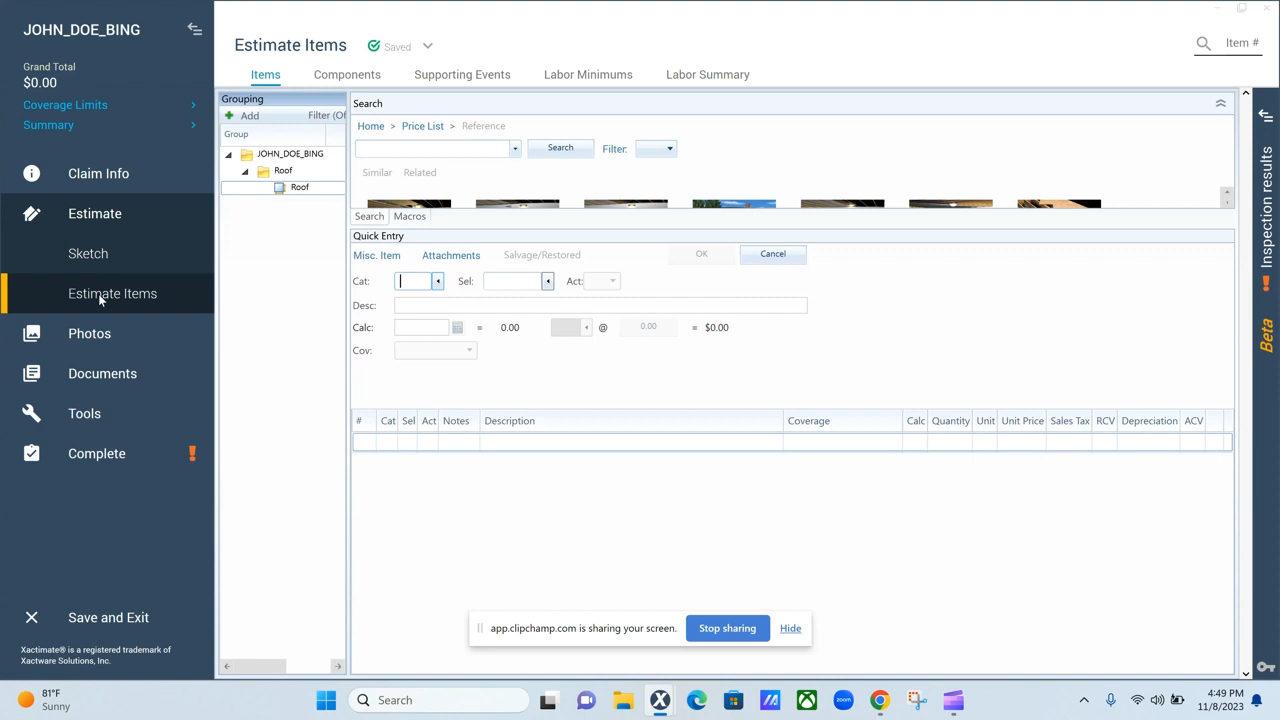 JOHN_DOE_BING
Grand Total
$0.00
Coverage Limits
Summary
Claim Info
Estimate
Sketch
Estimate Items
Photos
Documents
Tools
Complete
Save and Exit
Xactimate® is a registered trademark of
Xactware Solutions, Inc.
Estimate Items
Saved
Item #
Items Components Supporting Events Labor Minimums Labor Summary
Grouping
Add Filter (Of
Group
JOHN_DOE_BING
Roof
Roof
Search
Home > Price List > Reference
Search Filter:
Similar Related
Search Macros
Quick Entry
Misc. Item Attachments Salvage/Restored OK Cancel
Cat: Sel: Act:
Desc:
Calc: = 0.00 @ 0.00 = $0.00
Cov:
# Cat Sel Act Notes Description Coverage Calc Quantity Unit Unit Price Sales Tax RCV Depreciation ACV
Inspection results
Beta
app.clipchamp.com is sharing your screen. Stop sharing Hide
81°F
Sunny
Search
zoom
4:49 PM
11/8/2023